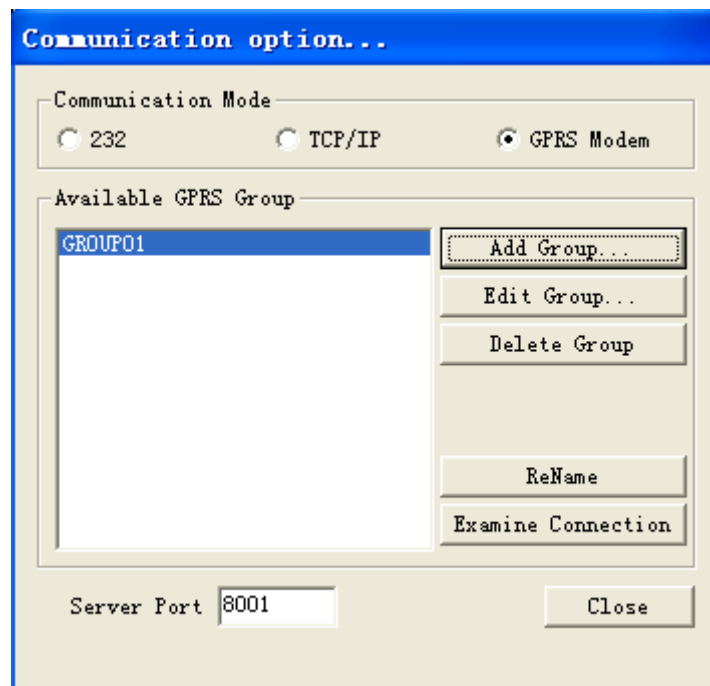 Communication option...
Communication Mode
232
TCP/IP
GPRS Modem
Available GPRS Group
GROUP01
Add Group...
Edit Group...
Delete Group
ReName
Examine Connection
Server Port 8001
Close